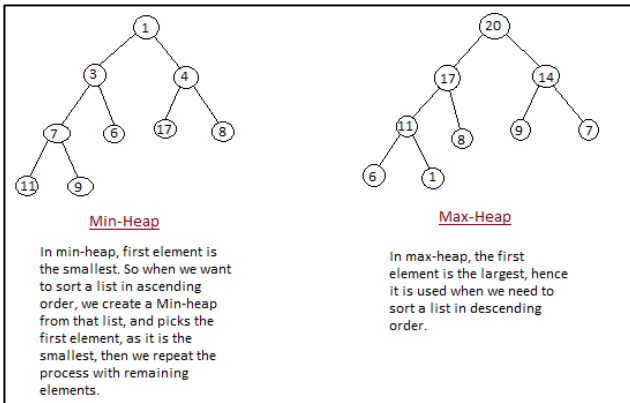 1
3
4
7
6
17
8
11
9
Min-Heap
In min-heap, first element is
the smallest. So when we want
to sort a list in ascending
order, we create a Min-heap
from that list, and picks the
first element, as it is the
smallest, then we repeat the
process with remaining
elements.
20
17
14
11
8
9
7
6
1
Max-Heap
In max-heap, the first
element is the largest, hence
it is used when we need to
sort a list in descending
order.